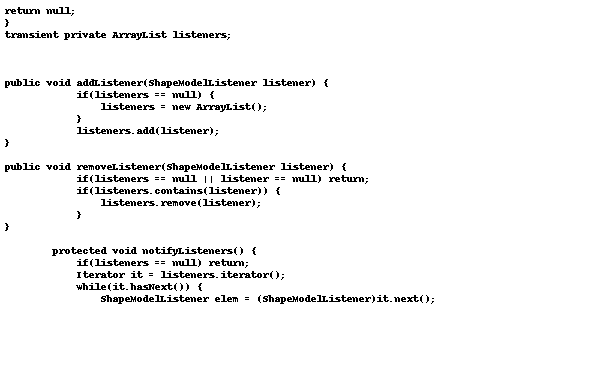 return null;
}
transient private ArrayList listeners;
public void addListener(ShapeModelListener listener) {
if(listeners == null) {
listeners = new ArrayList();
}
listeners.add(listener);
}
public void removeListener(ShapeModelListener listener) {
if(listeners == null || listener == null) return;
if(listeners.contains(listener)) {
listeners.remove(listener);
}
}
protected void notifyListeners() {
if(listeners == null) return;
Iterator it = listeners.iterator();
while(it.hasNext()) {
ShapeModelListener elem = (ShapeModelListener)it.next();